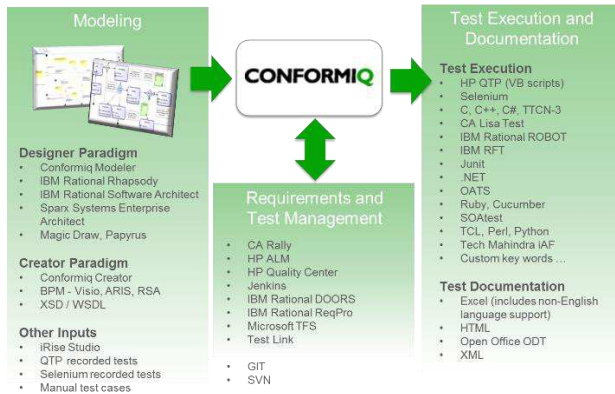 Modeling
Designer Paradigm
• Conformiq Modeler
• IBM Rational Rhapsody
• IBM Rational Software Architect
• Sparx Systems Enterprise
Architect
• Magic Draw, Papyrus
Creator Paradigm
• Conformiq Creator
• BPM - Visio, ARIS, RSA
• XSD / WSDL
Other Inputs
• iRise Studio
• QTP recorded tests
• Selenium recorded tests
• Manual test cases
CONFORMIQ
Requirements and
Test Management
• CA Rally
• HP ALM
• HP Quality Center
• Jenkins
• IBM Rational DOORS
• IBM Rational ReqPro
• Microsoft TFS
• Test Link
• GIT
• SVN
Test Execution and
Documentation
Test Execution
• HP QTP (VB scripts)
• Selenium
• C, C++, C#, TTCN-3
• CA Lisa Test
• IBM Rational ROBOT
• IBM RFT
• Junit
• .NET
• OATS
• Ruby, Cucumber
• SOAtest
• TCL, Perl, Python
• Tech Mahindra iAF
• Custom key words ...
Test Documentation
• Excel (includes non-English
language support)
• HTML
• Open Office ODT
• XML